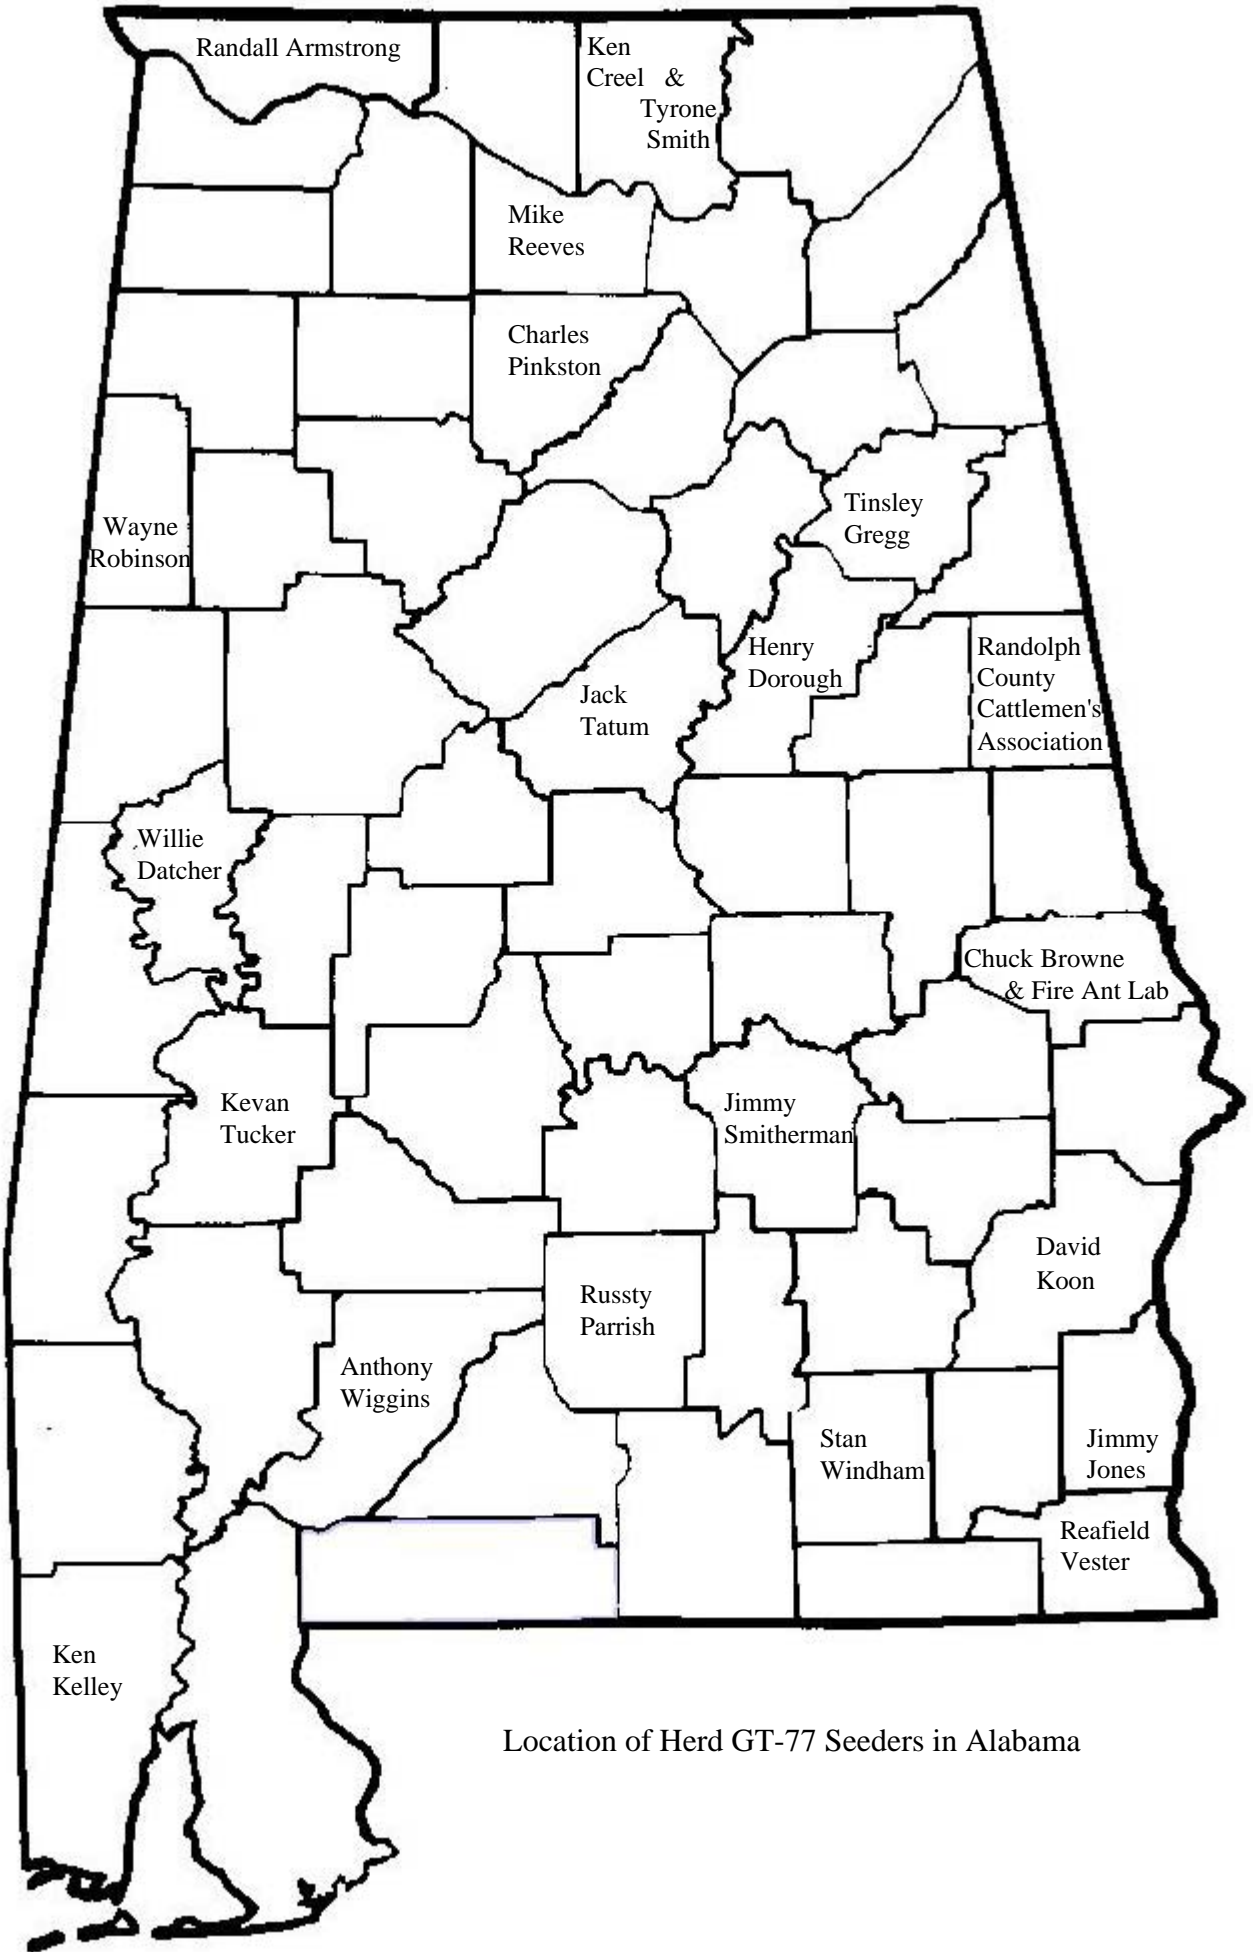 Randall Armstrong
Ken
Creel &
Tyrone
Smith
Mike
Reeves
Charles
Pinkston
Wayne
Robinson
Tinsley
Gregg
Henry
Dorough
Randolph
County
Cattlemen's
Association
Jack
Tatum
Willie
Datcher
Chuck Browne
& Fire Ant Lab
Kevan
Tucker
Jimmy
Smitherman
David
Koon
Russty
Parrish
Anthony
Wiggins
Stan
Windham
Jimmy
Jones
Reafield
Vester
Ken
Kelley
Location of Herd GT-77 Seeders in Alabama